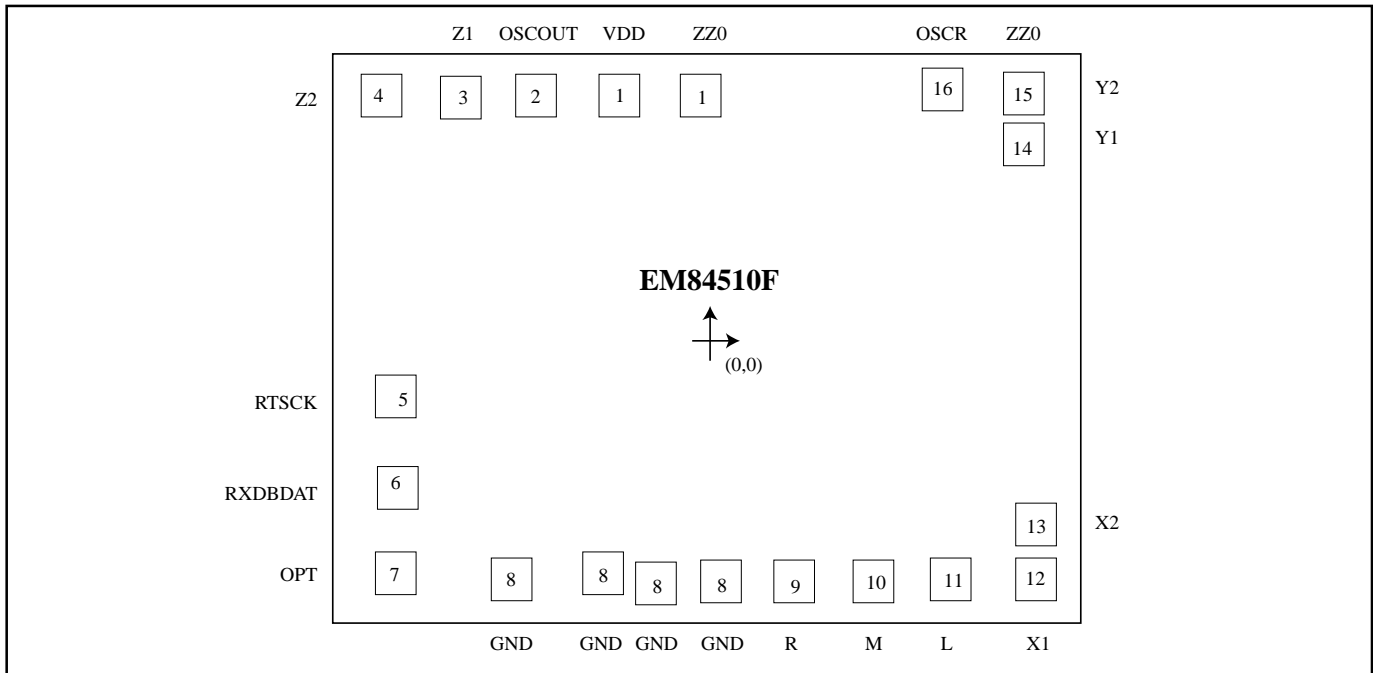 Z1 OSCOUT VDD ZZ0 OSCR ZZ0
Z2 4 3 2 1 1 16 15 Y2
14 Y1
EM84510F
(0,0)
RTSCK 5
RXDBDAT 6
13 X2
OPT 7 8 8 8 8 9 10 11 12
GND GND GND GND R M L X1